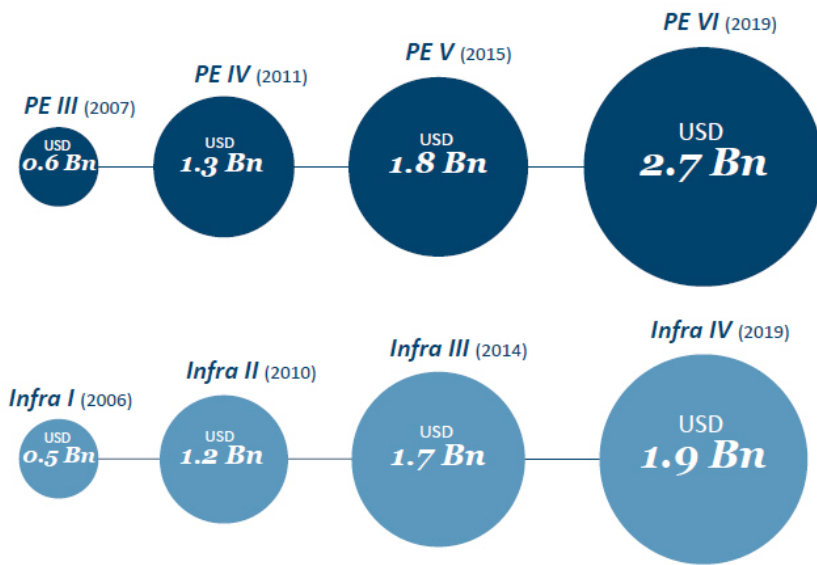 PE III (2007)
USD
0.6 Bn
PE IV (2011)
USD
1.3 Bn
PE V (2015)
USD
1.8 Bn
PE VI (2019)
USD
2.7 Bn
Infra I (2006)
USD
0.5 Bn
Infra II (2010)
USD
1.2 Bn
Infra III (2014)
USD
1.7 Bn
Infra IV (2019)
USD
1.9 Bn